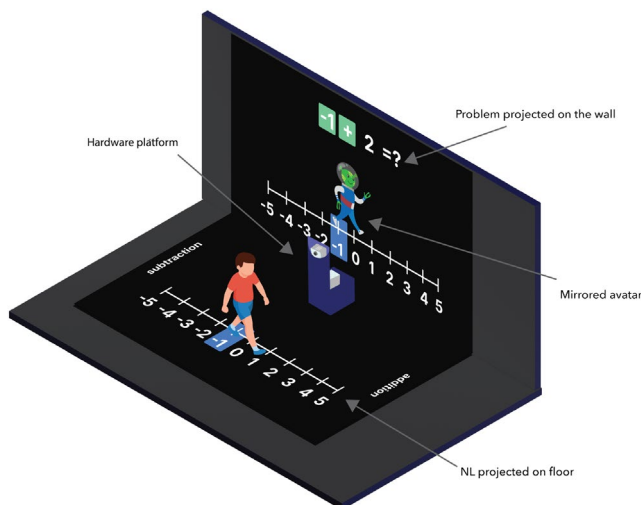 Problem projected on the wall
-1 + 2 =?
Hardware platform
-5 -4 -3 -2 -1 0 1 2 3 4 5
Mirrored avatar
subtraction
-5 -4 -3 -2 -1 0 1 2 3 4 5
addition
NL projected on floor